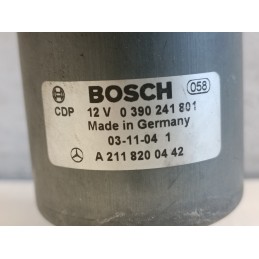 BOSCH 058
CDP 12 V 0 390 241 801
Made in Germany
03-11-04 1
A 211 820 04 42